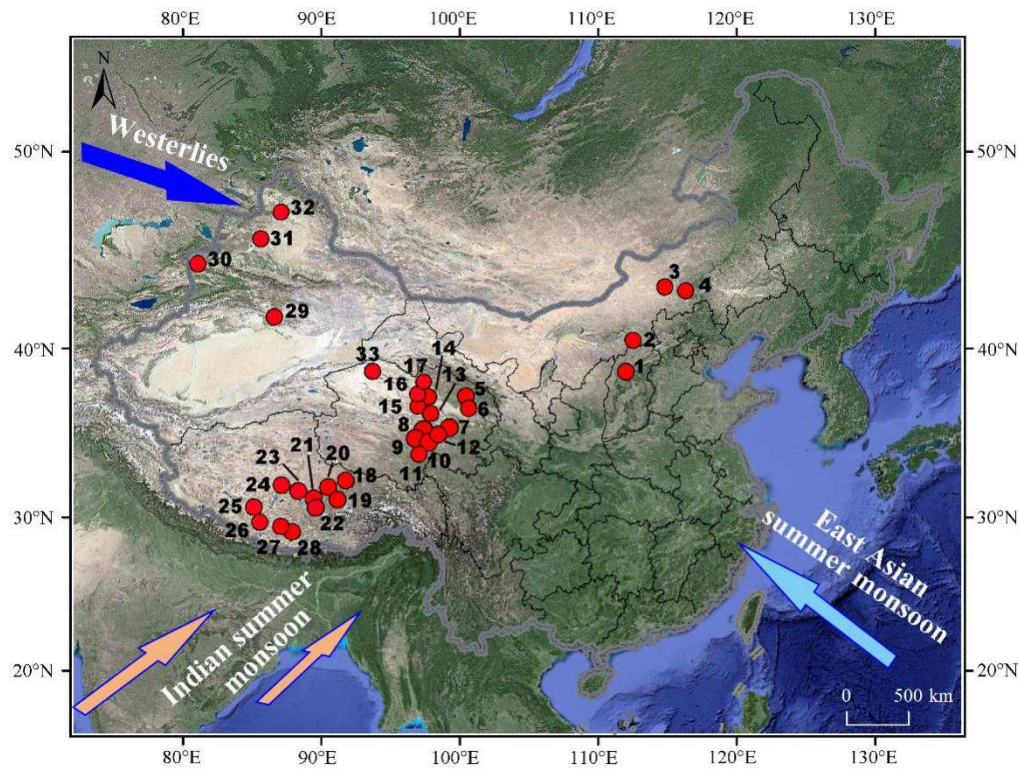 80°E 90°E 100°E 110°E 120°E 130°E
N
Westerlies
50°N 50°N
32
31
30
3 4
29
2
40°N 40°N
14
33 17 13 1
16 5
15 6
8 7
9 12
21 20 11 10
23 18
24
25 19
30°N 30°N
26 22
27 28
East Asian
summer monsoon
Indian summer
monsoon
20°N 20°N
0 500 km
80°E 90°E 100°E 110°E 120°E 130°E